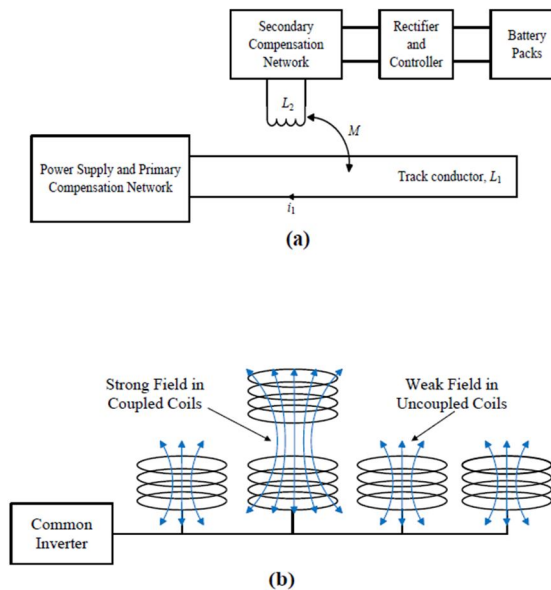 Secondary
Compensation
Network
Rectifier
and
Controller
Battery
Packs
L₂
M
Power Supply and Primary
Compensation Network
Track conductor, L₁
i₁
(a)
Strong Field in
Coupled Coils
Weak Field in
Uncoupled Coils
Common
Inverter
(b)